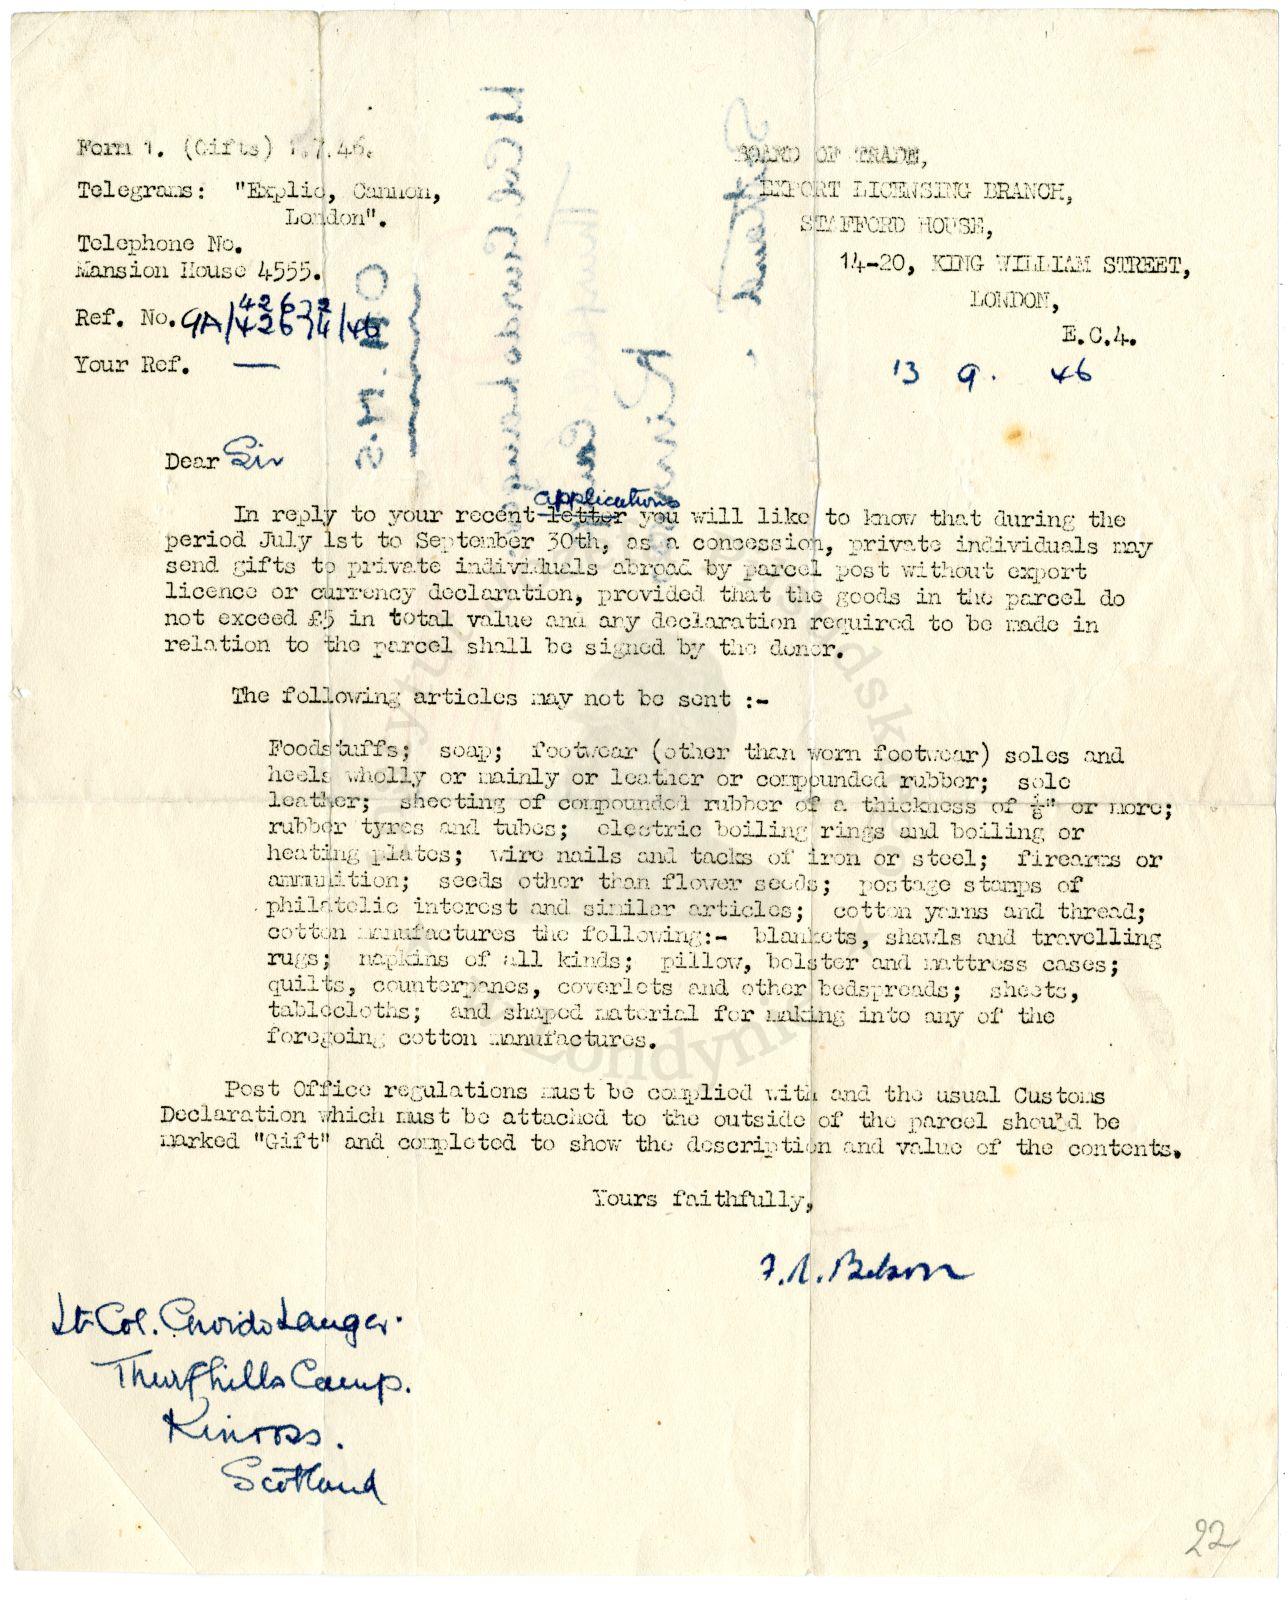 Form 1. (Gifts) 1.7.46.
Telegrams: "Explic, Cannon,
London".
Telephone No.
Mansion House 4555.
Ref. No. GA/42634/46
42632
Your Ref. —
BOARD OF TRADE,
EXPORT LICENSING BRANCH,
STAFFORD HOUSE,
14-20, KING WILLIAM STREET,
LONDON,
E.C.4.
13 9. 46
Dear Sir
applications
In reply to your recent letter you will like to know that during the
period July 1st to September 30th, as a concession, private individuals may
send gifts to private individuals abroad by parcel post without export
licence or currency declaration, provided that the goods in the parcel do
not exceed £5 in total value and any declaration required to be made in
relation to the parcel shall be signed by the donor.
The following articles may not be sent :-
Foodstuffs; soap; footwear (other than worn footwear) soles and
heels wholly or mainly or leather or compounded rubber; sole
leather; sheeting of compounded rubber of a thickness of ⅛" or more;
rubber tyres and tubes; electric boiling rings and boiling or
heating plates; wire nails and tacks of iron or steel; firearms or
ammunition; seeds other than flower seeds; postage stamps of
philatelic interest and similar articles; cotton yarns and thread;
cotton manufactures the following:- blankets, shawls and travelling
rugs; napkins of all kinds; pillow, bolster and mattress cases;
quilts, counterpanes, coverlets and other bedspreads; sheets,
tablecloths; and shaped material for making into any of the
foregoing cotton manufactures.
Post Office regulations must be complied with and the usual Customs
Declaration which must be attached to the outside of the parcel should be
marked "Gift" and completed to show the description and value of the contents.
Yours faithfully,
Lt Col. Langer.
Camp.
Kinross.
Scotland
22